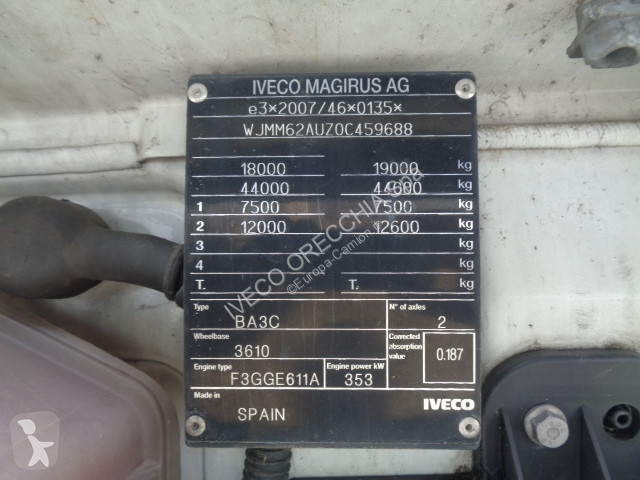 IVECO MAGIRUS AG
e3*2007/46*0135*
WJMM62AUZ0C459688
18000 19000 kg
44000 44000 kg
1 7500 7500 kg
2 12000 12600 kg
3 kg
4 kg
T. T. kg
Type BA3C N° of axles 2
Wheelbase 3610 Corrected absorption value 0.187
Engine type F3GGE611A Engine power kW 353
Made in SPAIN IVECO
IVECO ORECCHIA spa
©Europa-Camion